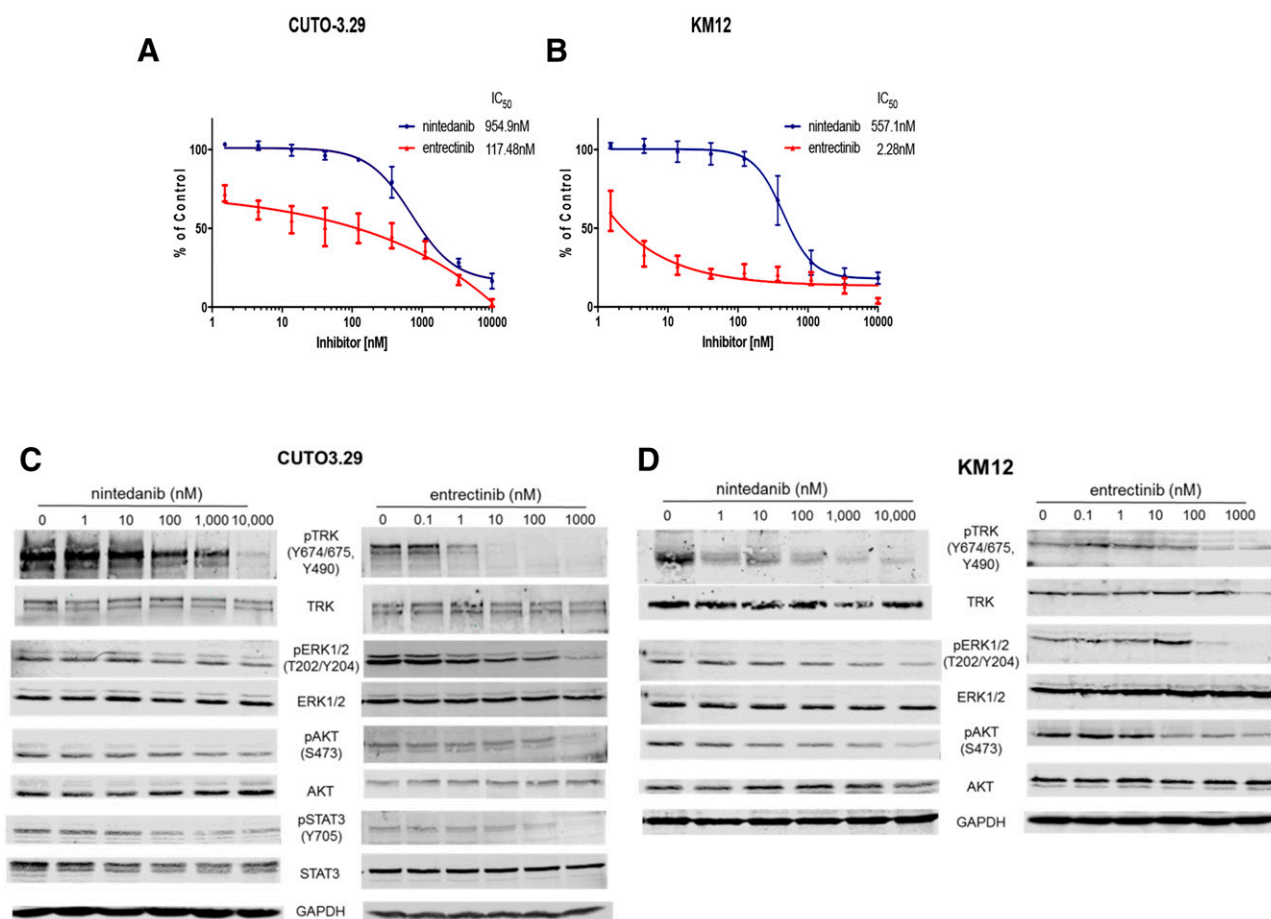 CUTO-3.29
KM12
A
B
IC50
nintedanib 954.9nM
entrectinib 117.48nM
IC50
nintedanib 557.1nM
entrectinib 2.28nM
% of Control
100
50
0
1 10 100 1000 10000
Inhibitor [nM]
% of Control
100
50
0
1 10 100 1000 10000
Inhibitor [nM]
C
CUTO3.29
D
KM12
nintedanib (nM)
0 1 10 100 1,000 10,000
entrectinib (nM)
0 0.1 1 10 100 1000
pTRK
(Y674/675,
Y490)
TRK
pERK1/2
(T202/Y204)
ERK1/2
pAKT
(S473)
AKT
pSTAT3
(Y705)
STAT3
GAPDH
nintedanib (nM)
0 1 10 100 1,000 10,000
entrectinib (nM)
0 0.1 1 10 100 1000
pTRK
(Y674/675,
Y490)
TRK
pERK1/2
(T202/Y204)
ERK1/2
pAKT
(S473)
AKT
GAPDH